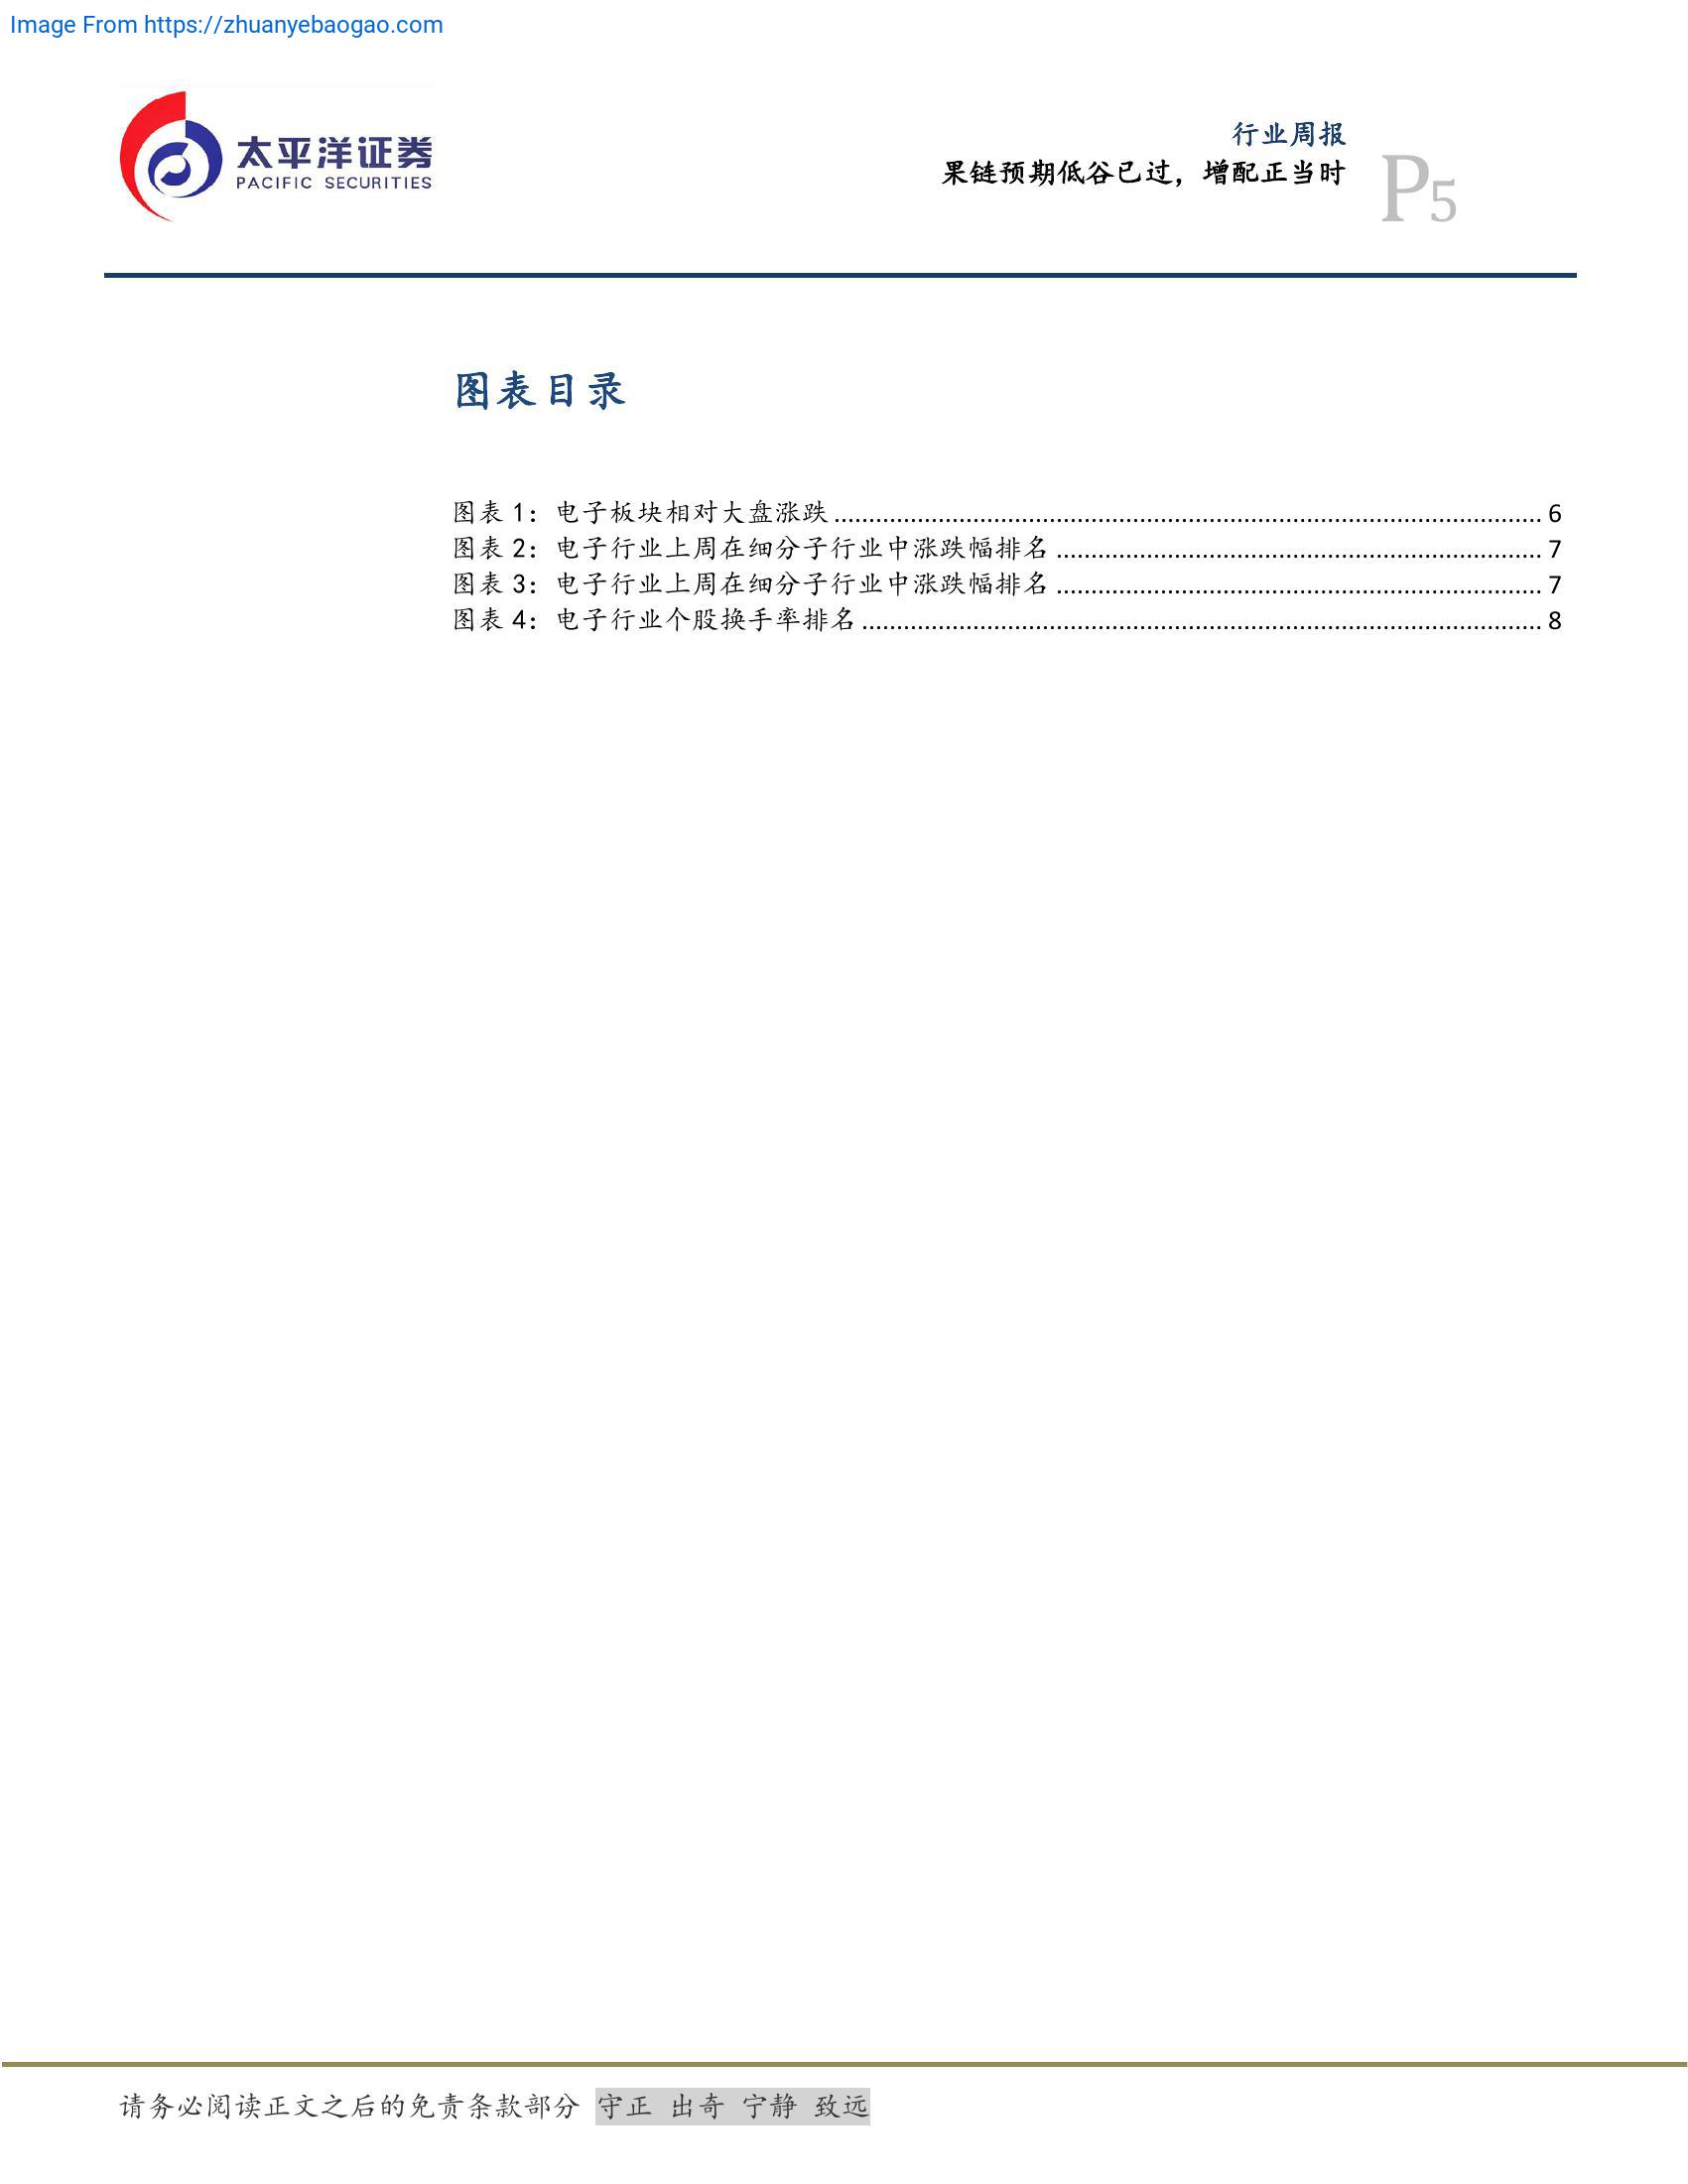 Image From https://zhuanyebaogao.com
太平洋证券
PACIFIC SECURITIES
行业周报
果链预期低谷已过，增配正当时
P5
图表目录
图表 1：电子板块相对大盘涨跌 ........ 6
图表 2：电子行业上周在细分子行业中涨跌幅排名 ........ 7
图表 3：电子行业上周在细分子行业中涨跌幅排名 ........ 7
图表 4：电子行业个股换手率排名 ........ 8
请务必阅读正文之后的免责条款部分 守正 出奇 宁静 致远